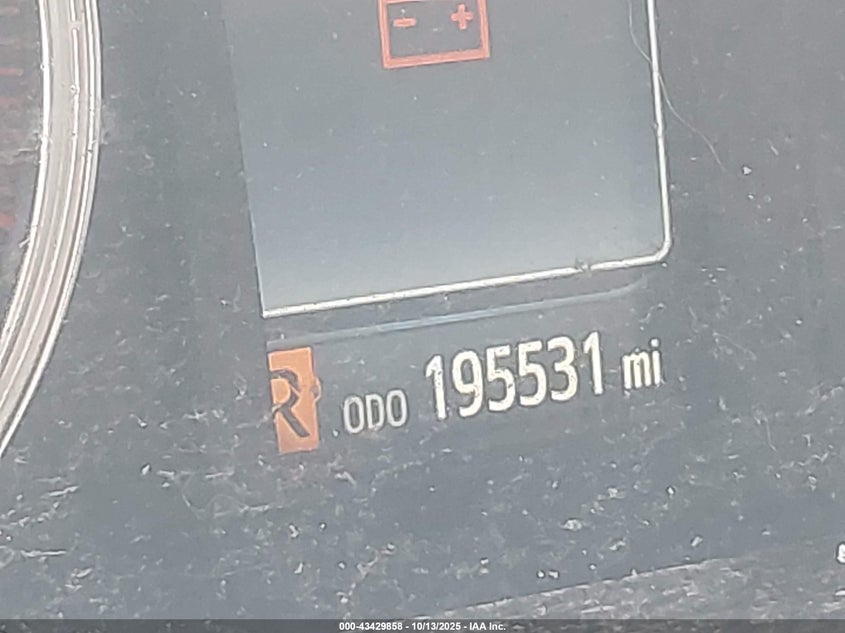 - +
R ODO 195531 mi
000-43429858 - 10/13/2025 - IAA Inc.